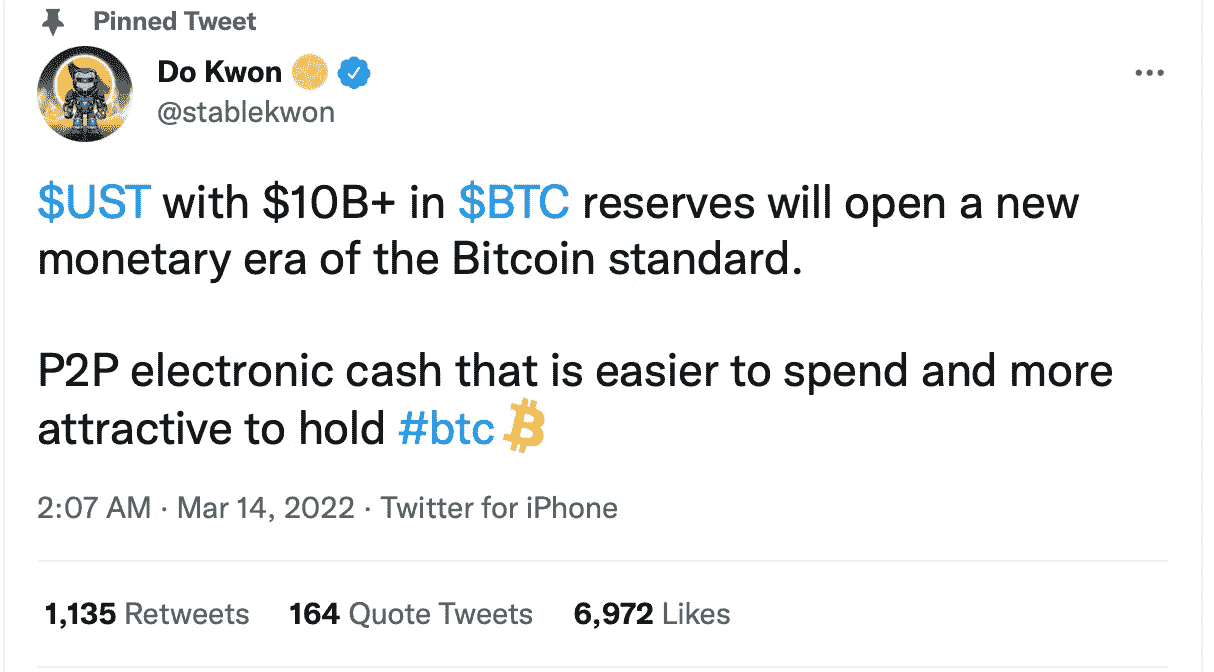 Pinned Tweet
Do Kwon
@stablekwon
$UST with $10B+ in $BTC reserves will open a new
monetary era of the Bitcoin standard.
P2P electronic cash that is easier to spend and more
attractive to hold #btc
2:07 AM · Mar 14, 2022 · Twitter for iPhone
1,135 Retweets 164 Quote Tweets 6,972 Likes